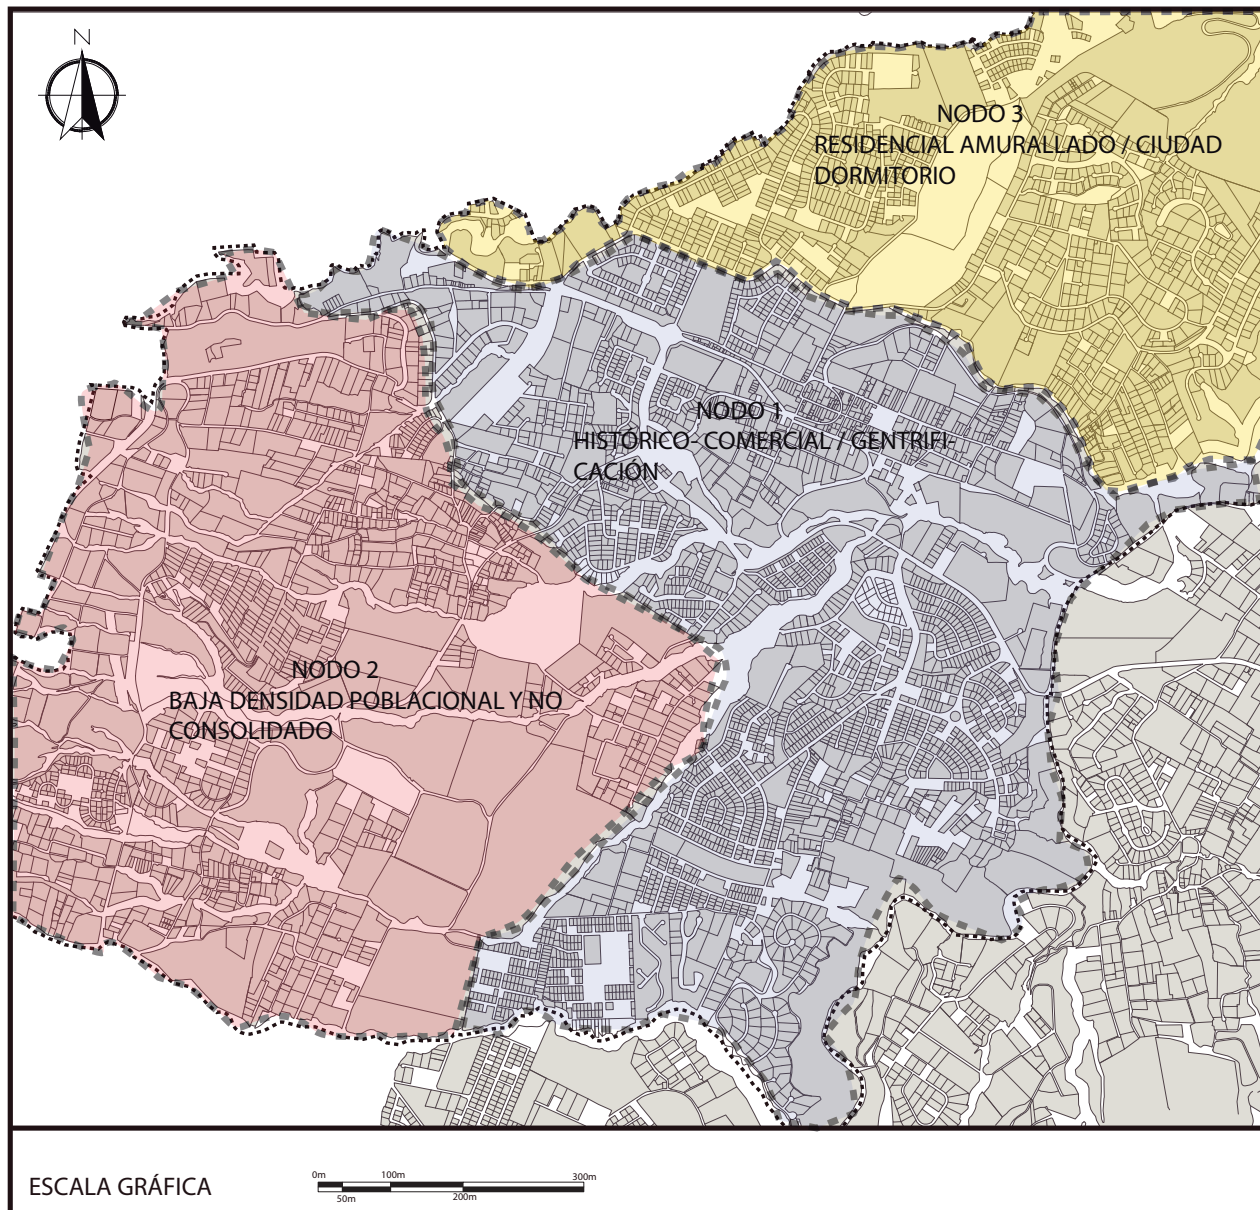 N
NODO 3
RESIDENCIAL AMURALLADO / CIUDAD
DORMITORIO
NODO 1
HISTÓRICO- COMERCIAL / GENTRIFI-
CACIÓN
NODO 2
BAJA DENSIDAD POBLACIONAL Y NO
CONSOLIDADO
ESCALA GRÁFICA
0m 100m 300m
50m 200m